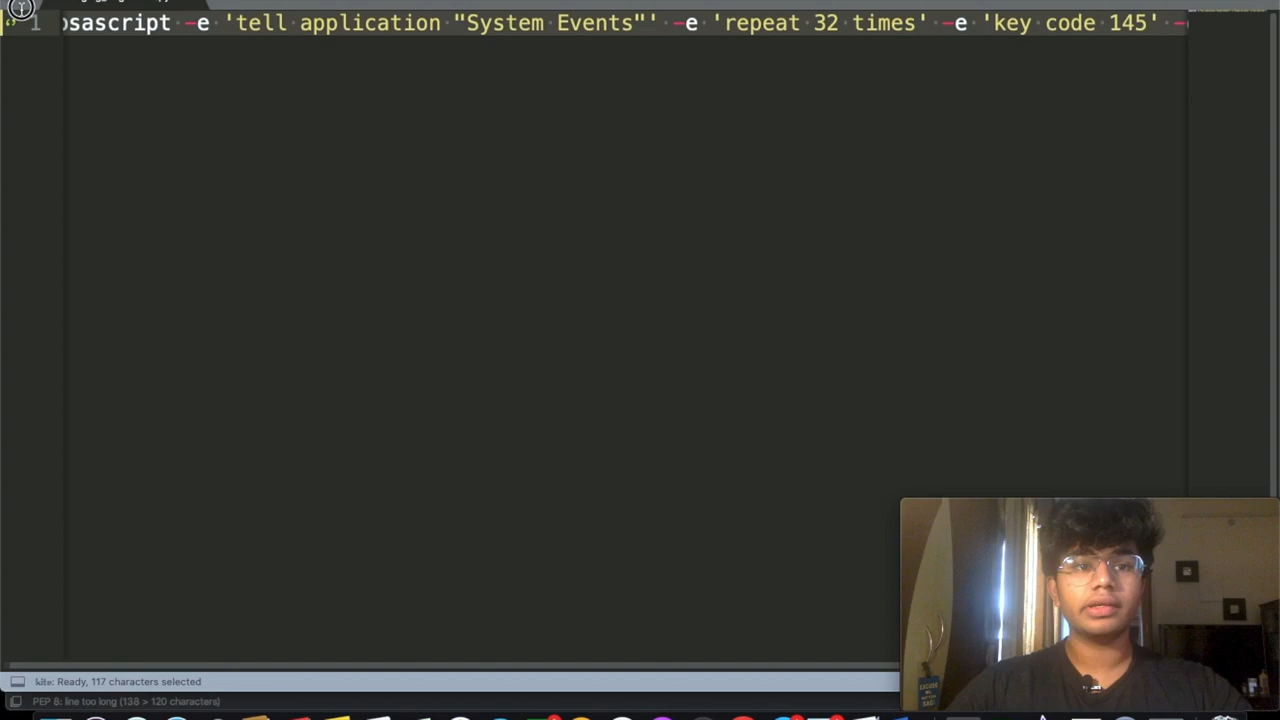 1 osascript -e 'tell application "System Events"' -e 'repeat 32 times' -e 'key code 145' -
kite: Ready, 117 characters selected
PEP 8: line too long (138 > 120 characters)
EXCUSE